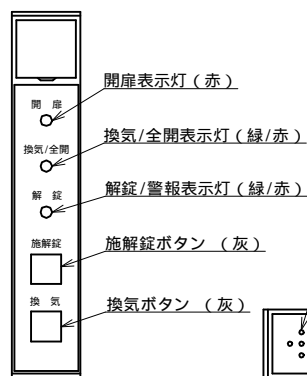 開扉表示灯（赤）
開　扉
換気/全開表示灯（緑/赤）
換気/全開
解錠/警報表示灯（緑/赤）
解　錠
施解錠ボタン （灰）
施解錠
換気ボタン （灰）
換　気